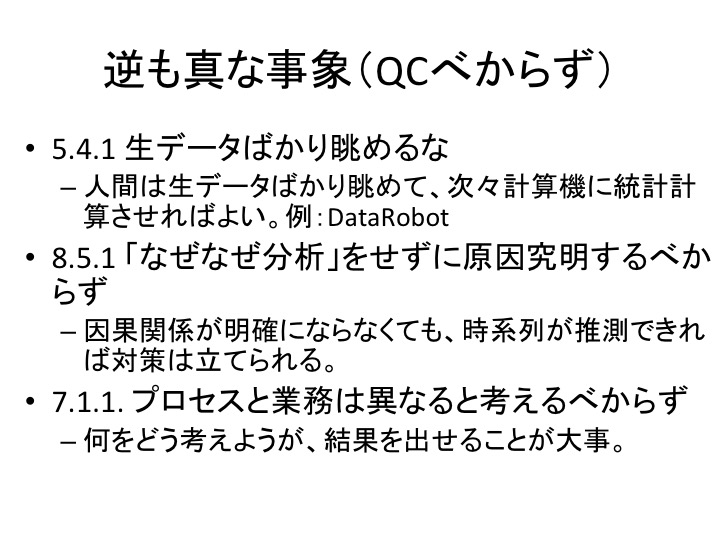 逆も真な事象（QCべからず）
• 5.4.1 生データばかり眺めるな
– 人間は生データばかり眺めて、次々計算機に統計計
算させればよい。例：DataRobot
• 8.5.1 「なぜなぜ分析」をせずに原因究明するべか
らず
– 因果関係が明確にならなくても、時系列が推測できれ
ば対策は立てられる。
• 7.1.1. プロセスと業務は異なると考えるべからず
– 何をどう考えようが、結果を出せることが大事。